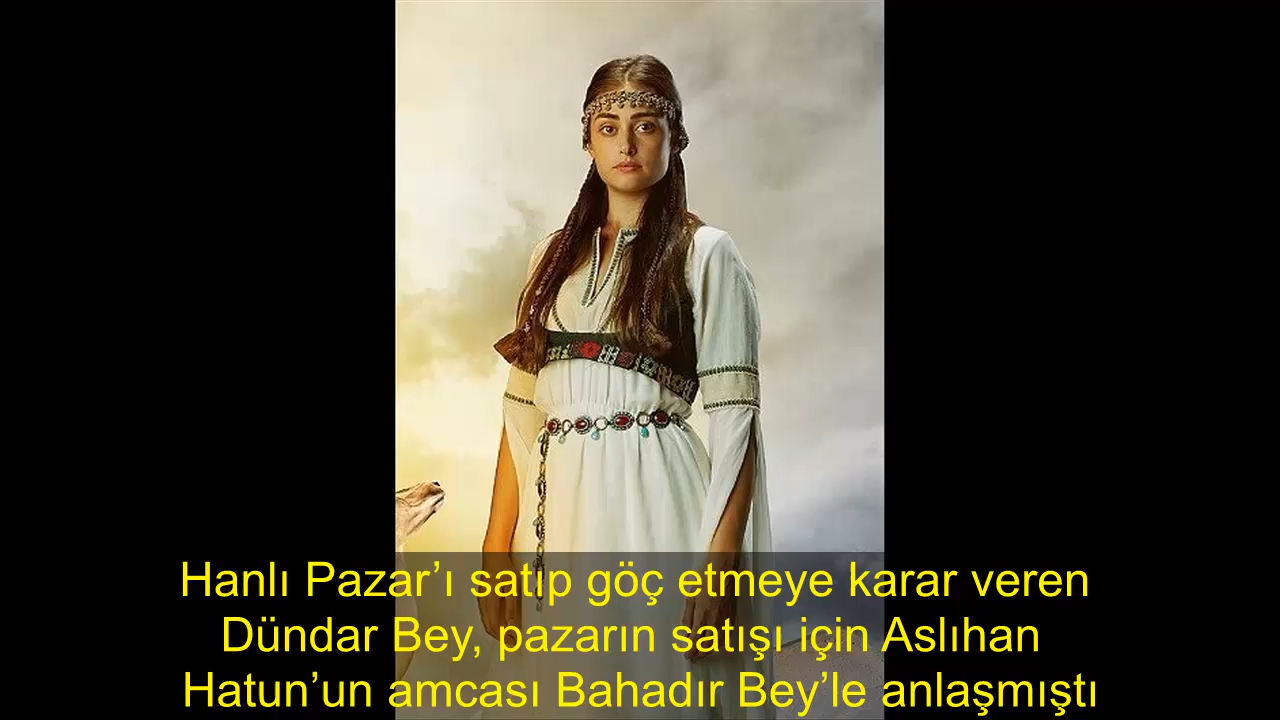 Hanlı Pazar’ı satıp göç etmeye karar veren
Dündar Bey, pazarın satışı için Aslıhan
Hatun’un amcası Bahadır Bey’le anlaşmıştı